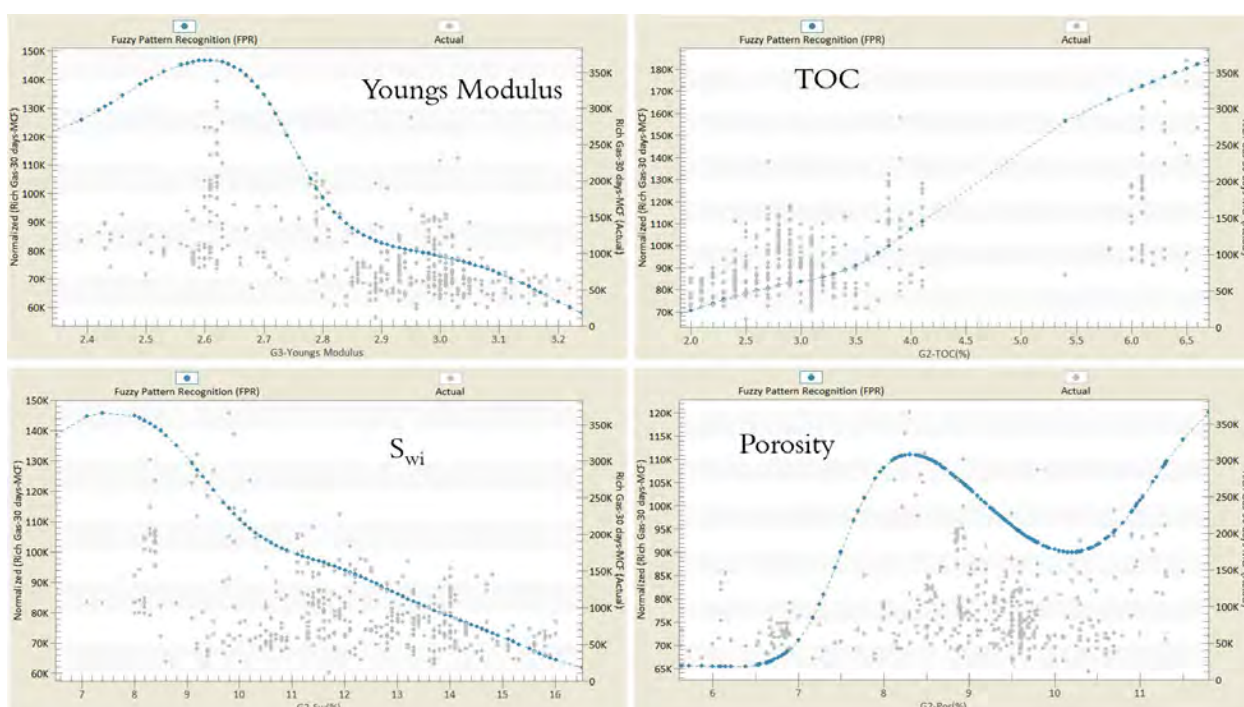 Fuzzy Pattern Recognition (FPR) Actual
Youngs Modulus
Normalized (Rich Gas-30 days-MCF)
150K
140K
130K
120K
110K
100K
90K
80K
70K
60K
Rich Gas-30 days-MCF (Actual)
350K
300K
250K
200K
150K
100K
50K
0
2.4 2.5 2.6 2.7 2.8 2.9 3.0 3.1 3.2
G3-Youngs Modulus
Fuzzy Pattern Recognition (FPR) Actual
TOC
Normalized (Rich Gas-30 days-MCF)
180K
170K
160K
150K
140K
130K
120K
110K
100K
90K
80K
70K
350K
300K
250K
200K
150K
100K
50K
0
2.0 2.5 3.0 3.5 4.0 4.5 5.0 5.5 6.0 6.5
G2-TOC(%)
Fuzzy Pattern Recognition (FPR) Actual
Swi
Normalized (Rich Gas-30 days-MCF)
150K
140K
130K
120K
110K
100K
90K
80K
70K
60K
Rich Gas-30 days-MCF (Actual)
350K
300K
250K
200K
150K
100K
50K
0
7 8 9 10 11 12 13 14 15 16
Fuzzy Pattern Recognition (FPR) Actual
Porosity
Normalized (Rich Gas-30 days-MCF)
120K
115K
110K
105K
100K
95K
90K
85K
80K
75K
70K
65K
350K
300K
250K
200K
150K
100K
50K
0
6 7 8 9 10 11